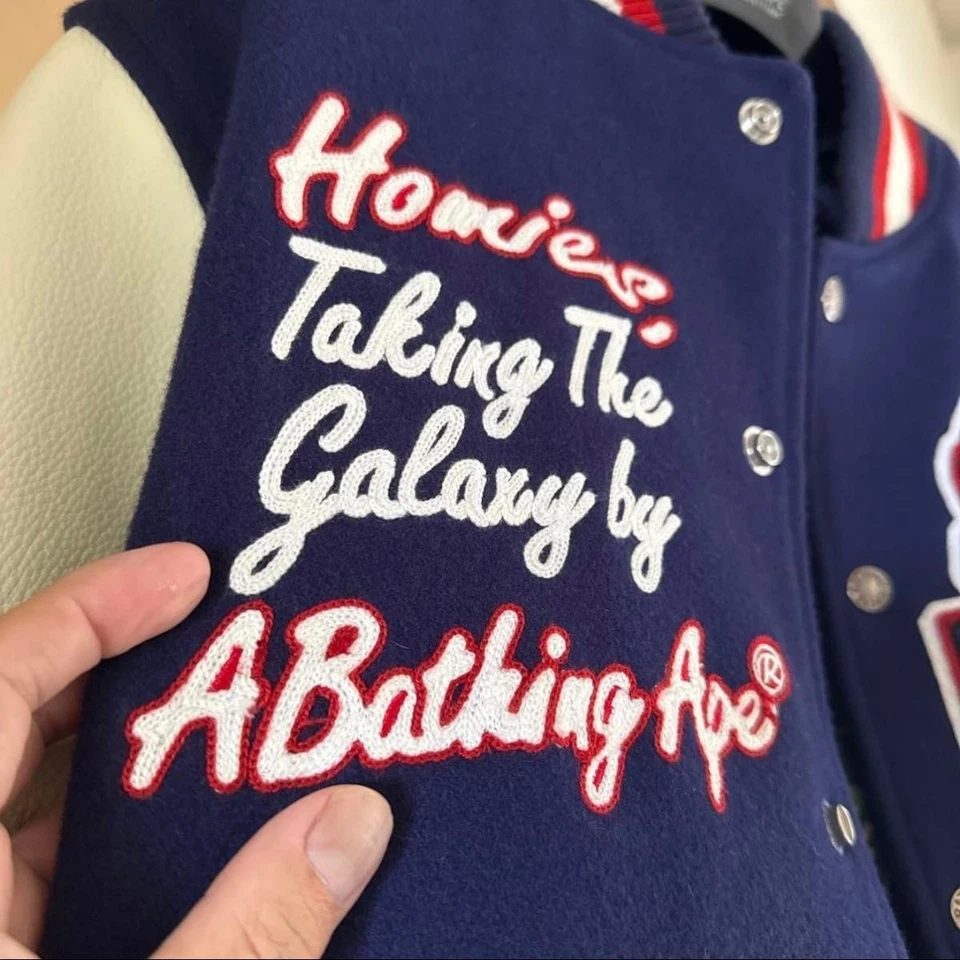 Homies'
Taking The
Galaxy by
A Bathing Ape®